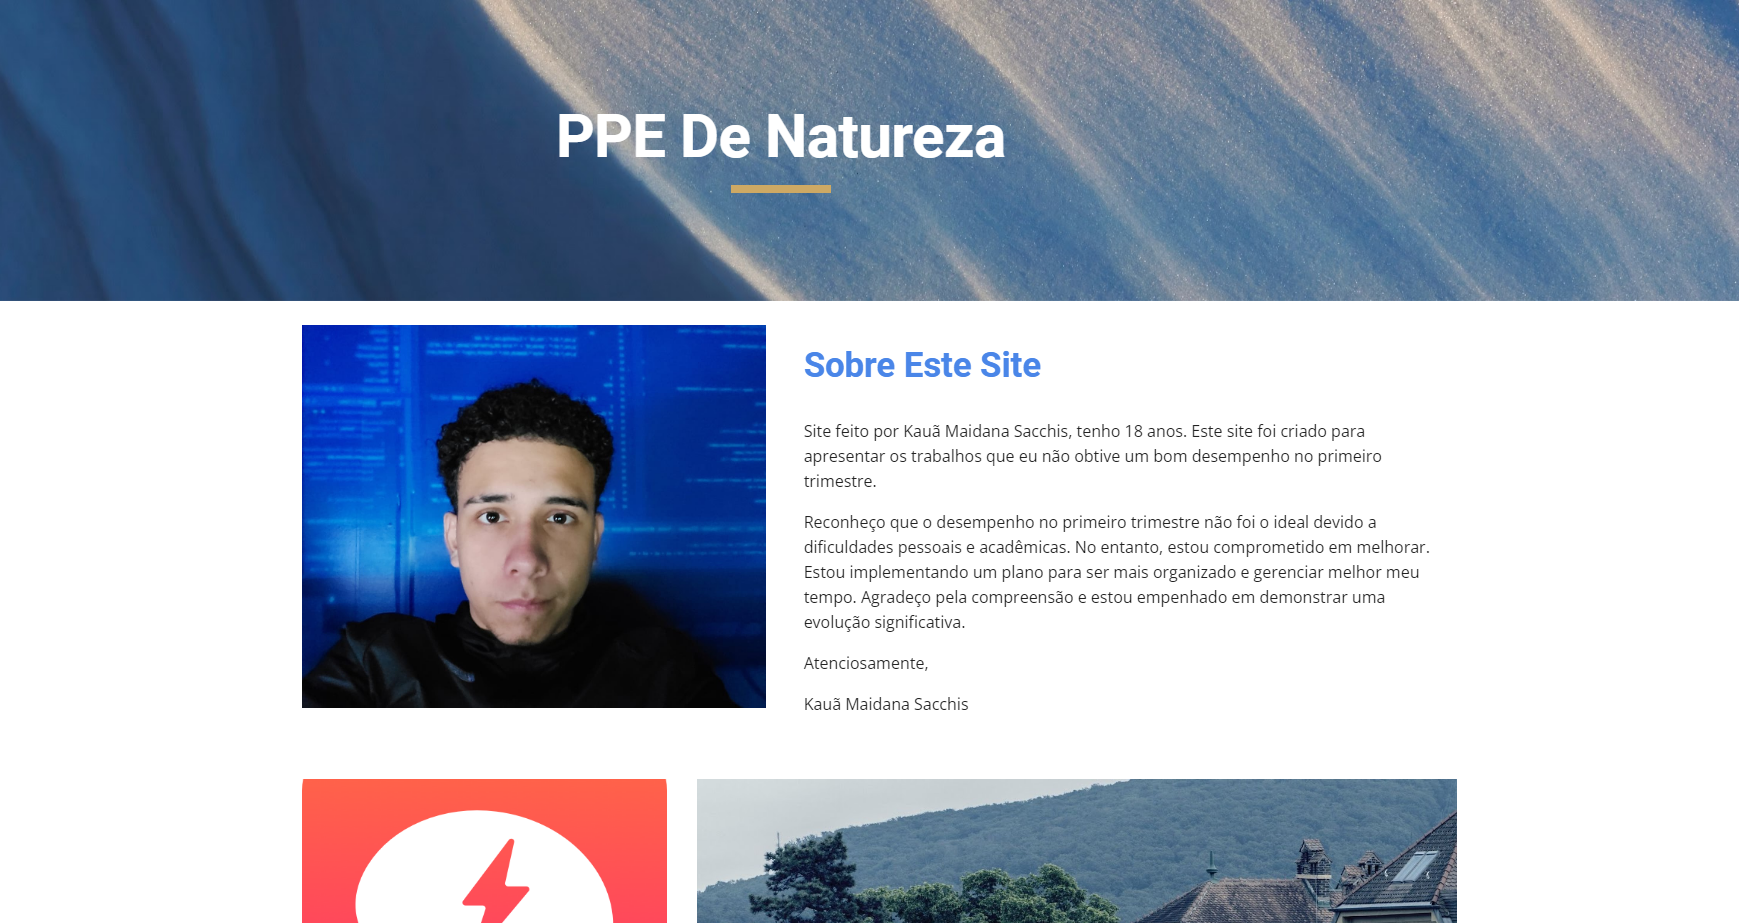 PPE De Natureza
Sobre Este Site
Site feito por Kauã Maidana Sacchis, tenho 18 anos. Este site foi criado para
apresentar os trabalhos que eu não obtive um bom desempenho no primeiro
trimestre.
Reconheço que o desempenho no primeiro trimestre não foi o ideal devido a
dificuldades pessoais e acadêmicas. No entanto, estou comprometido em melhorar.
Estou implementando um plano para ser mais organizado e gerenciar melhor meu
tempo. Agradeço pela compreensão e estou empenhado em demonstrar uma
evolução significativa.
Atenciosamente,
Kauã Maidana Sacchis